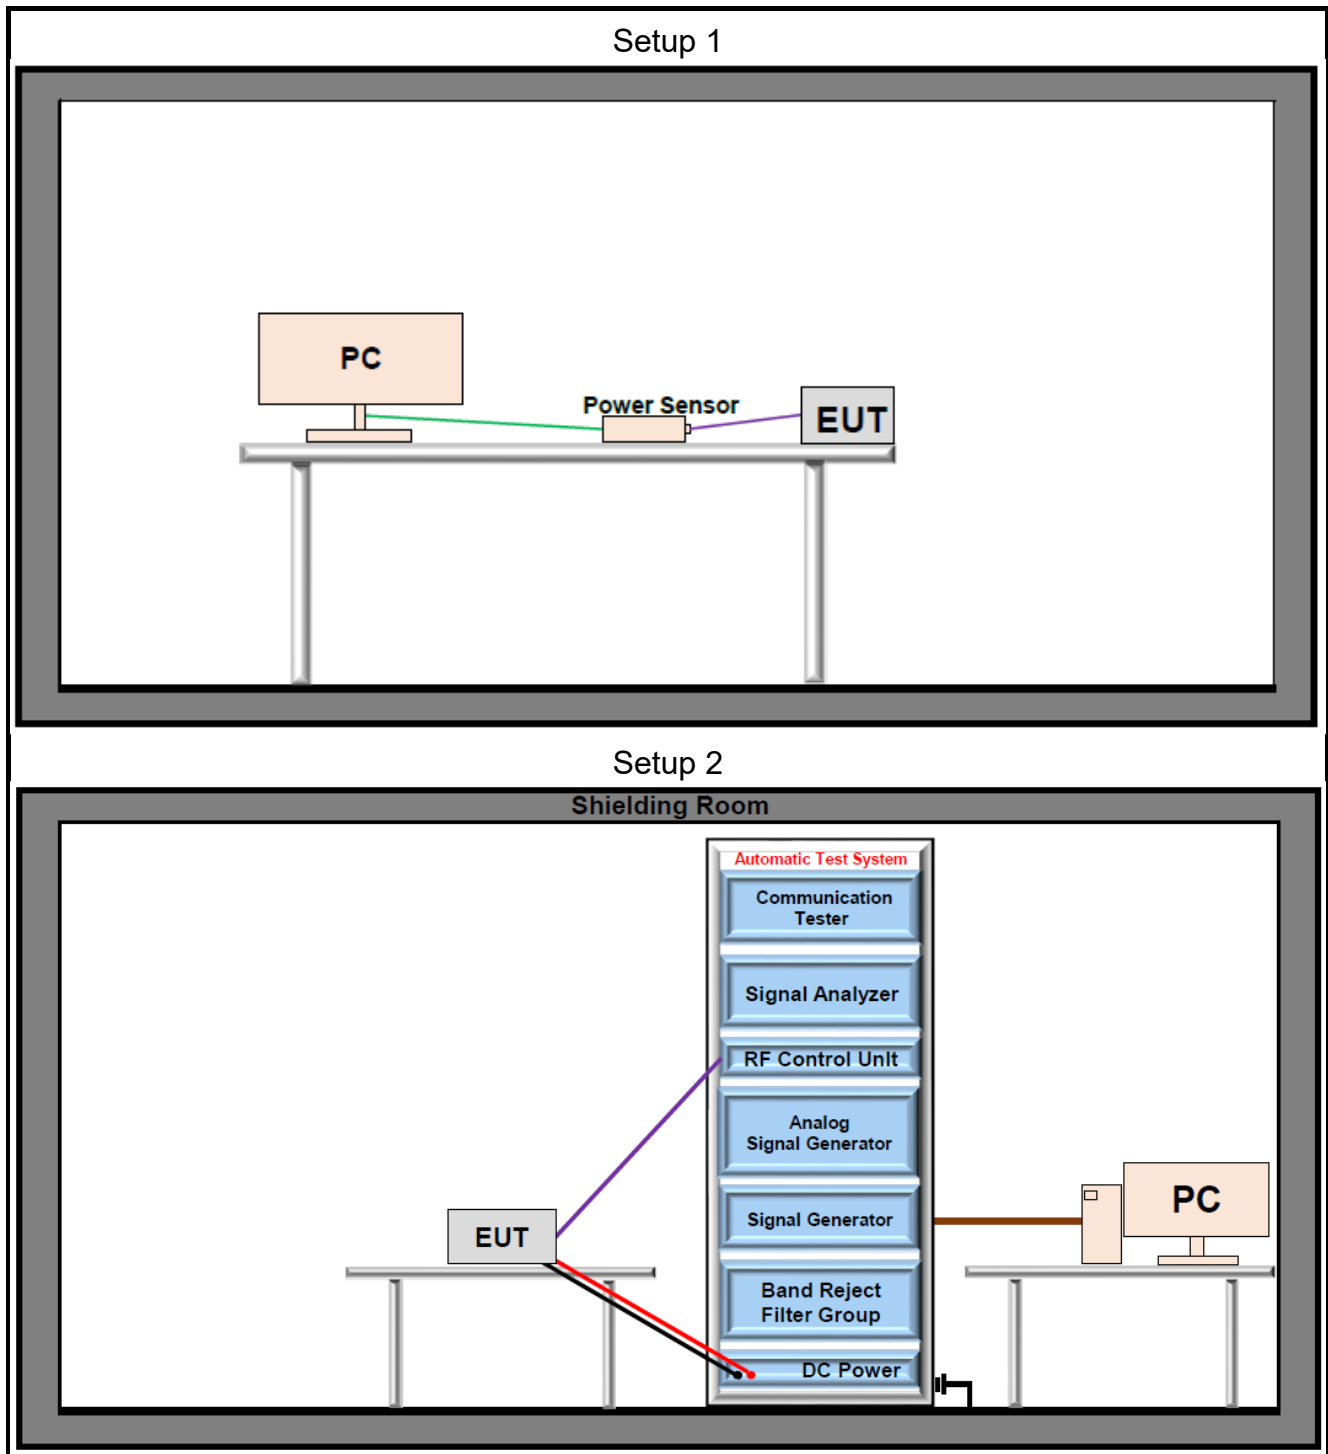 Setup 1
PC
Power Sensor
EUT
Setup 2
Shielding Room
Automatic Test System
Communication
Tester
Signal Analyzer
RF Control UnIt
Analog
Signal Generator
Signal Generator
Band Reject
Filter Group
DC Power
EUT
PC